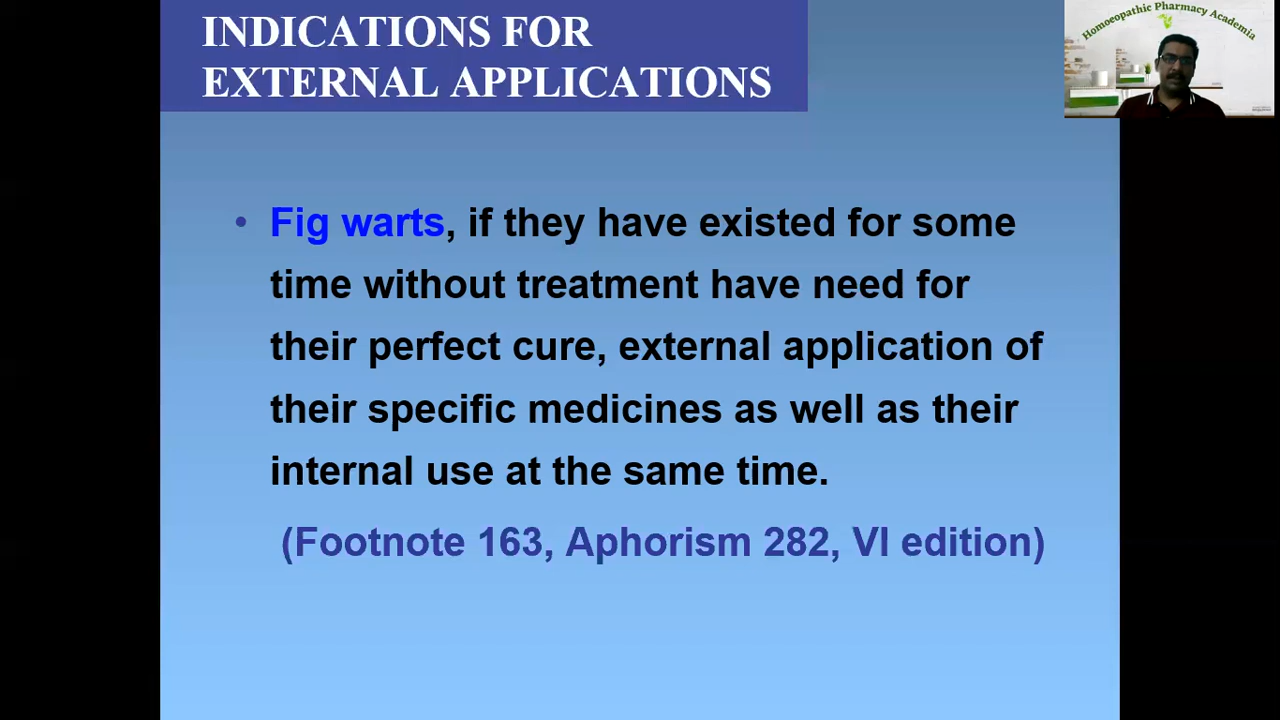 INDICATIONS FOR
EXTERNAL APPLICATIONS
Homoeopathic Pharmacy Academia
• Fig warts, if they have existed for some
time without treatment have need for
their perfect cure, external application of
their specific medicines as well as their
internal use at the same time.
(Footnote 163, Aphorism 282, VI edition)